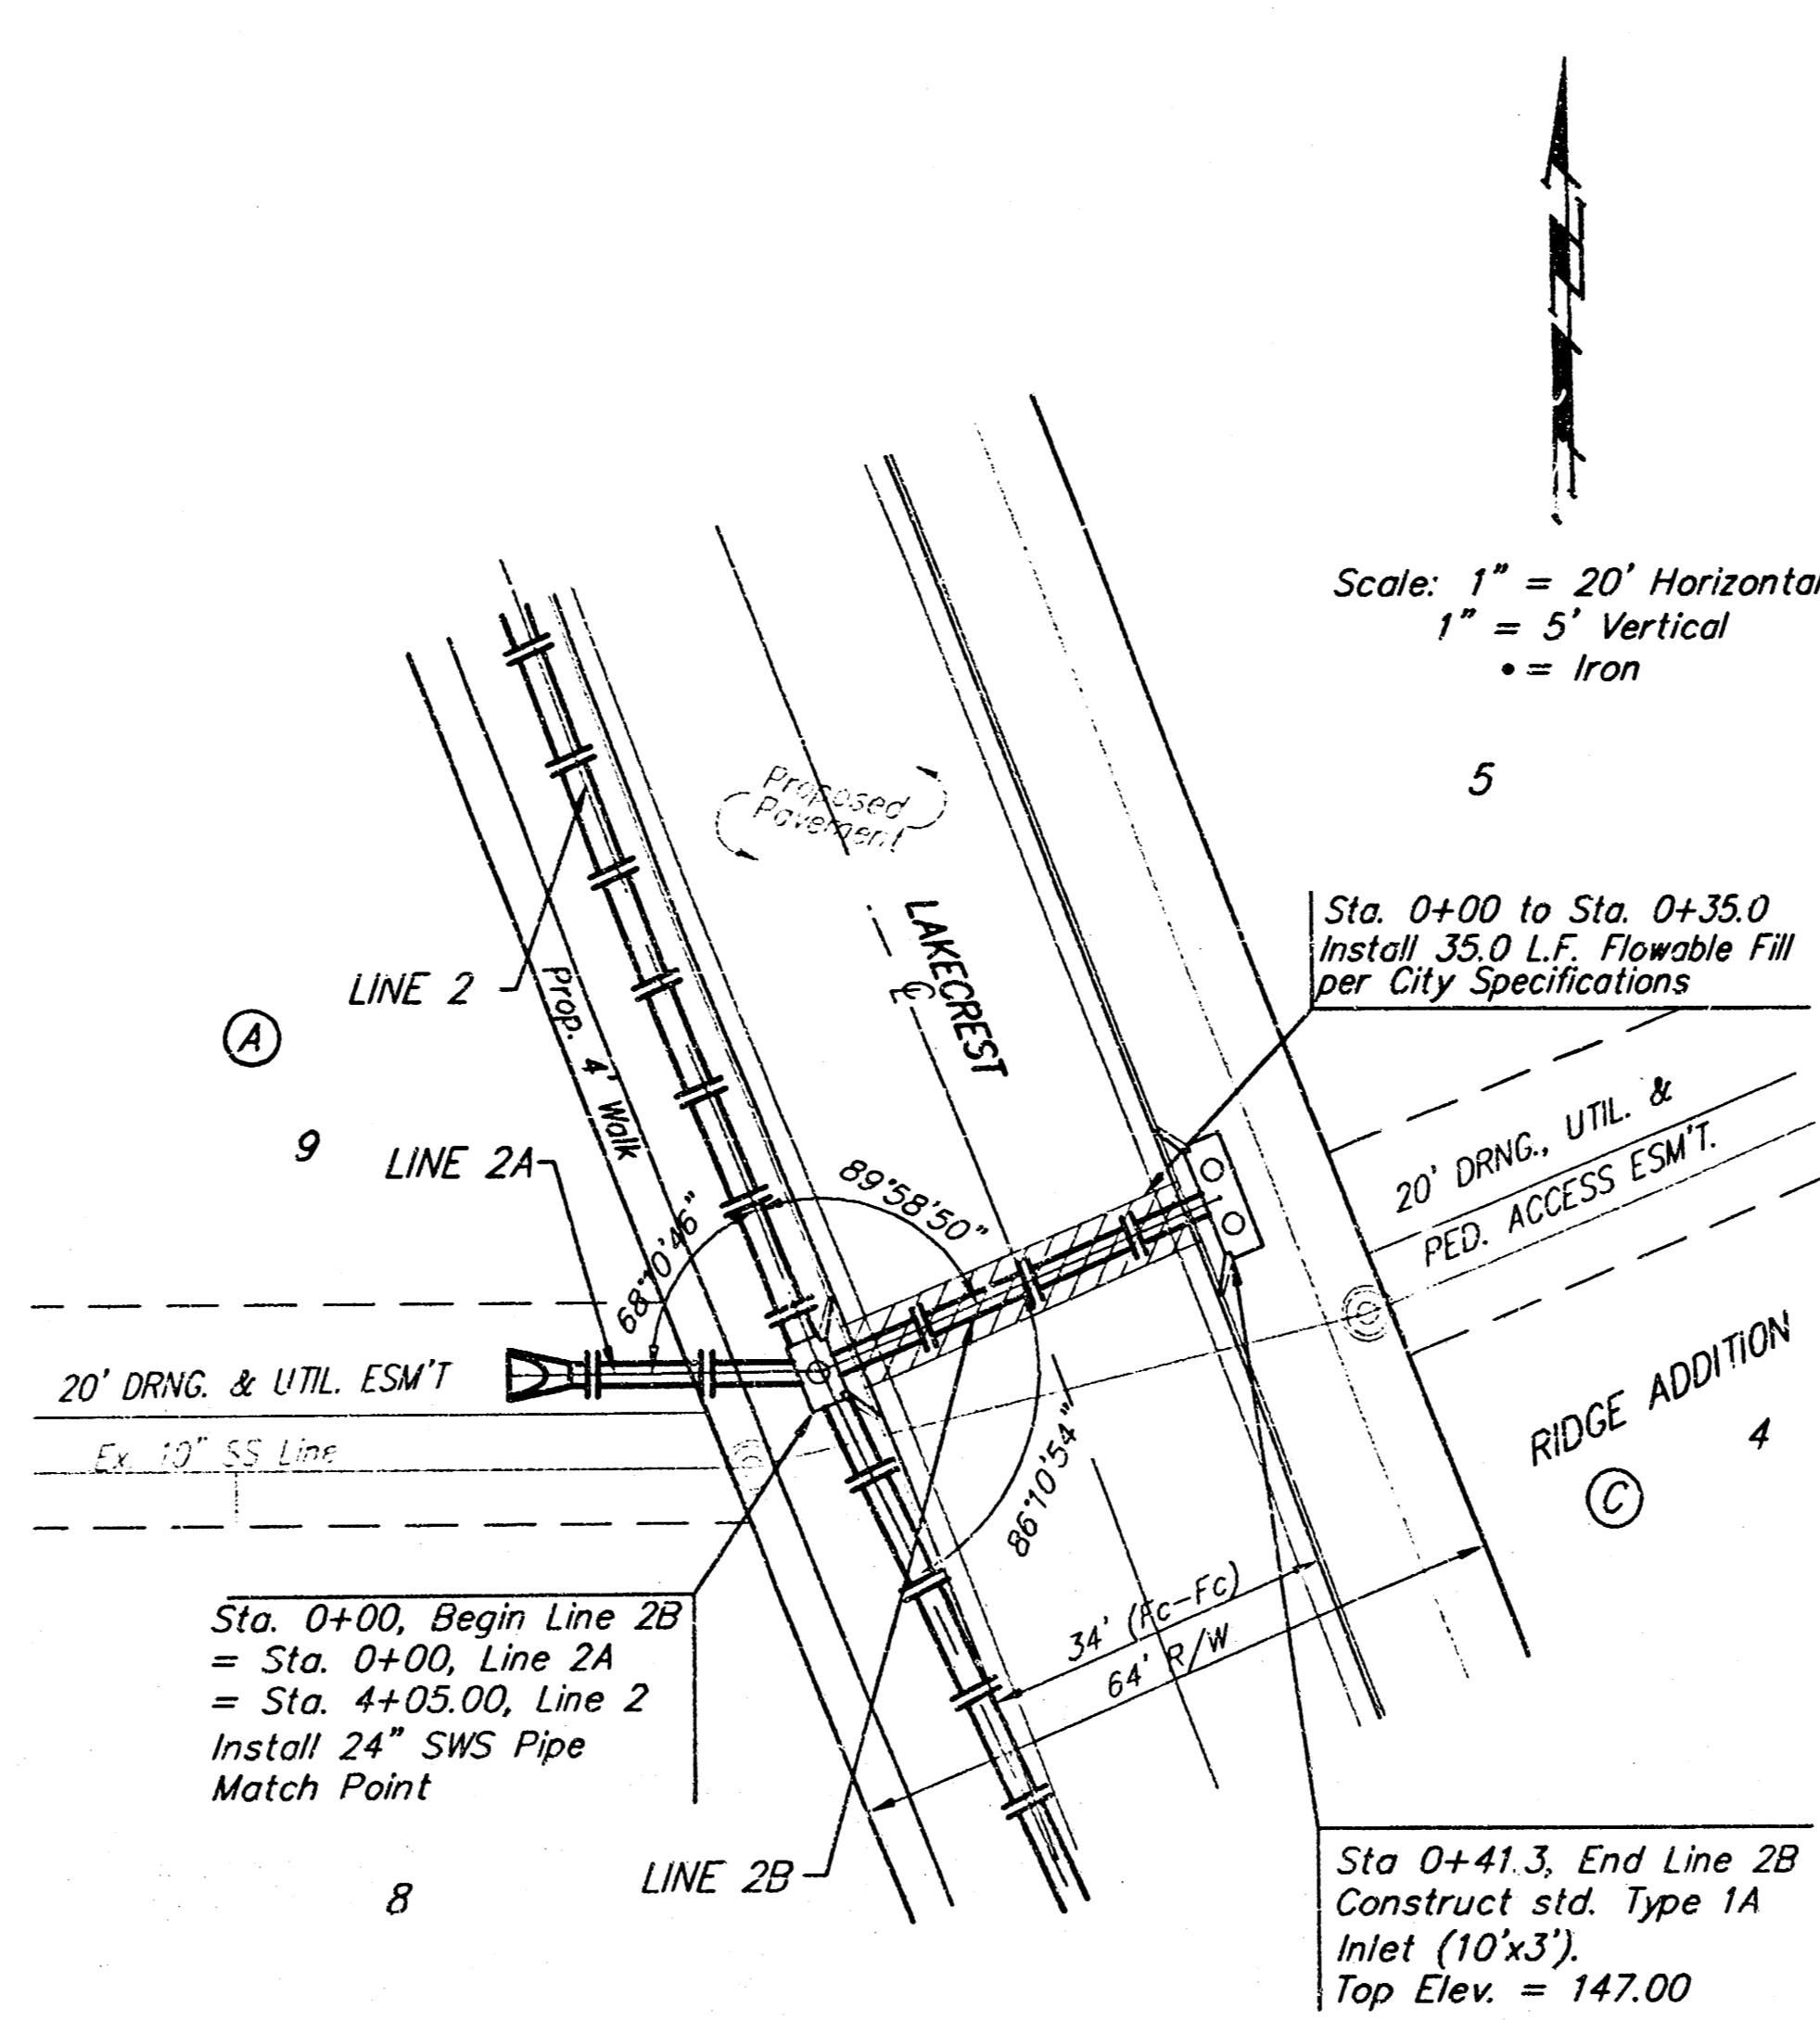 Scale: 1" = 20' Horizontal
1" = 5' Vertical
• = Iron
5
Proposed
Pavement
LAKECREST
℄
Sta. 0+00 to Sta. 0+35.0
Install 35.0 L.F. Flowable Fill
per City Specifications
LINE 2
Prop. 4' Walk
A
9
LINE 2A
68°10'46"
89°58'50"
20' DRNG., UTIL. &
PED. ACCESS ESM'T.
20' DRNG. & UTIL. ESM'T
Ex. 10" SS Line
86°10'54"
RIDGE ADDITION
4
C
34' (Fc-Fc)
64' R/W
Sta. 0+00, Begin Line 2B
= Sta. 0+00, Line 2A
= Sta. 4+05.00, Line 2
Install 24" SWS Pipe
Match Point
LINE 2B
8
Sta 0+41.3, End Line 2B
Construct std. Type 1A
Inlet (10'x3').
Top Elev. = 147.00